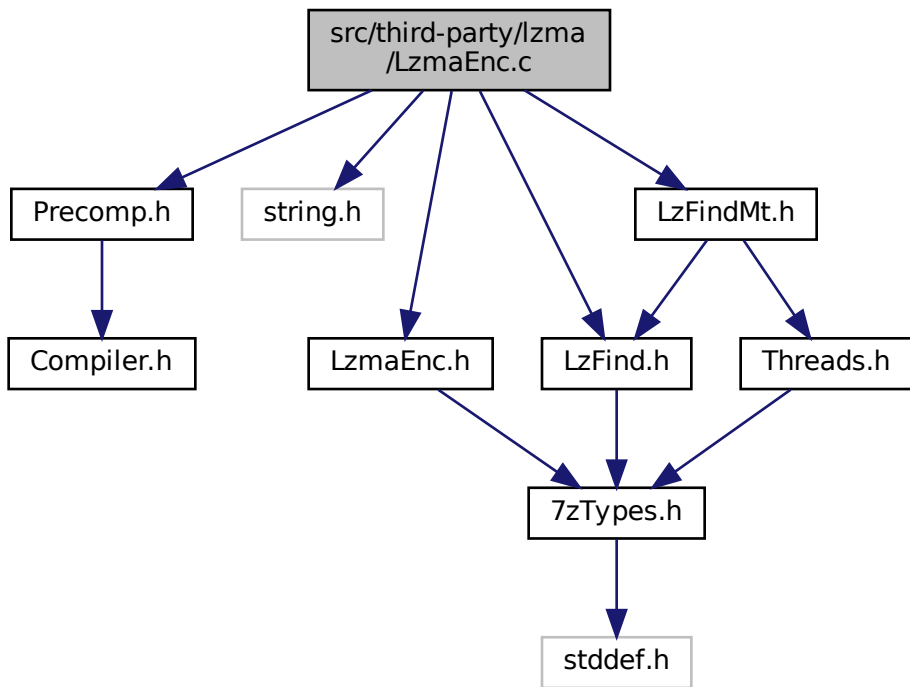 src/third-party/lzma
/LzmaEnc.c
Precomp.h
string.h
LzFindMt.h
Compiler.h
LzmaEnc.h
LzFind.h
Threads.h
7zTypes.h
stddef.h